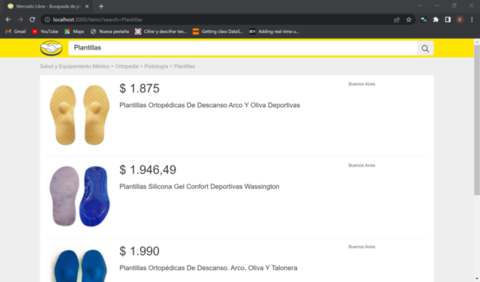 Mercado Libre - Busqueda de p
localhost:3000/items?search=Plantillas
Gmail
YouTube
Maps
Nueva pestaña
Cifrar y descifrar tex...
Getting class Detail...
Adding real-time u...
Plantillas
Salud y Equipamiento Médico > Ortopedia > Podología > Plantillas
$ 1.875
Buenos Aires
Plantillas Ortopédicas De Descanso Arco Y Oliva Deportivas
$ 1.946,49
Buenos Aires
Plantillas Silicona Gel Confort Deportivas Wassington
$ 1.990
Buenos Aires
Plantillas Ortopédicas De Descanso. Arco, Oliva Y Talonera